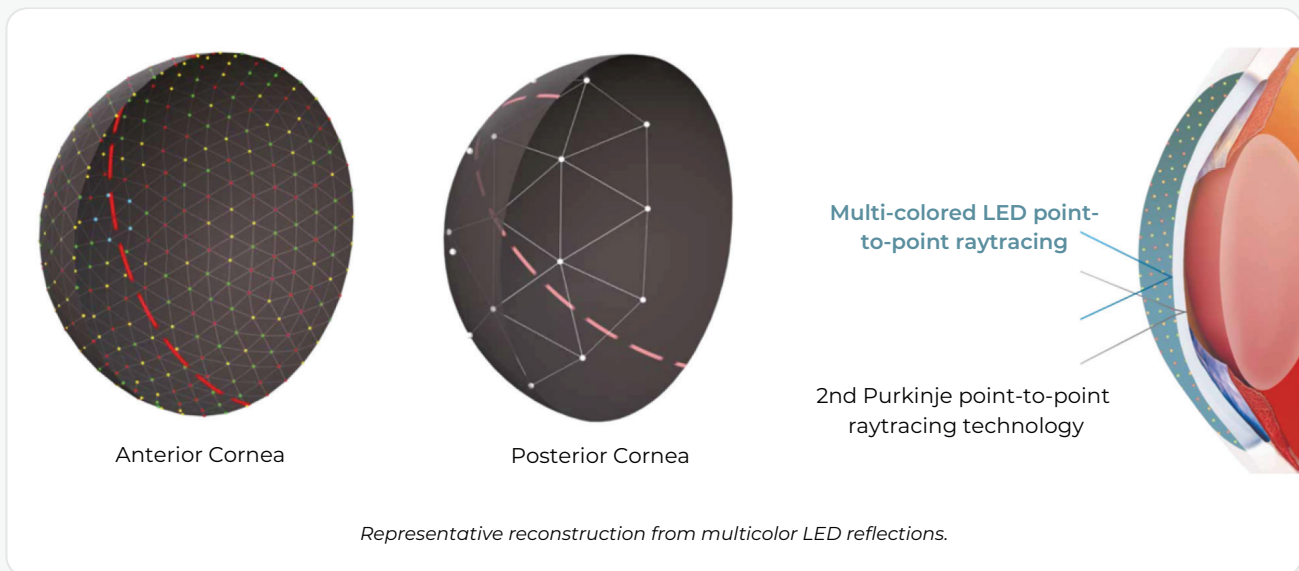 Multi-colored LED point-
to-point raytracing
2nd Purkinje point-to-point
raytracing technology
Anterior Cornea
Posterior Cornea
Representative reconstruction from multicolor LED reflections.